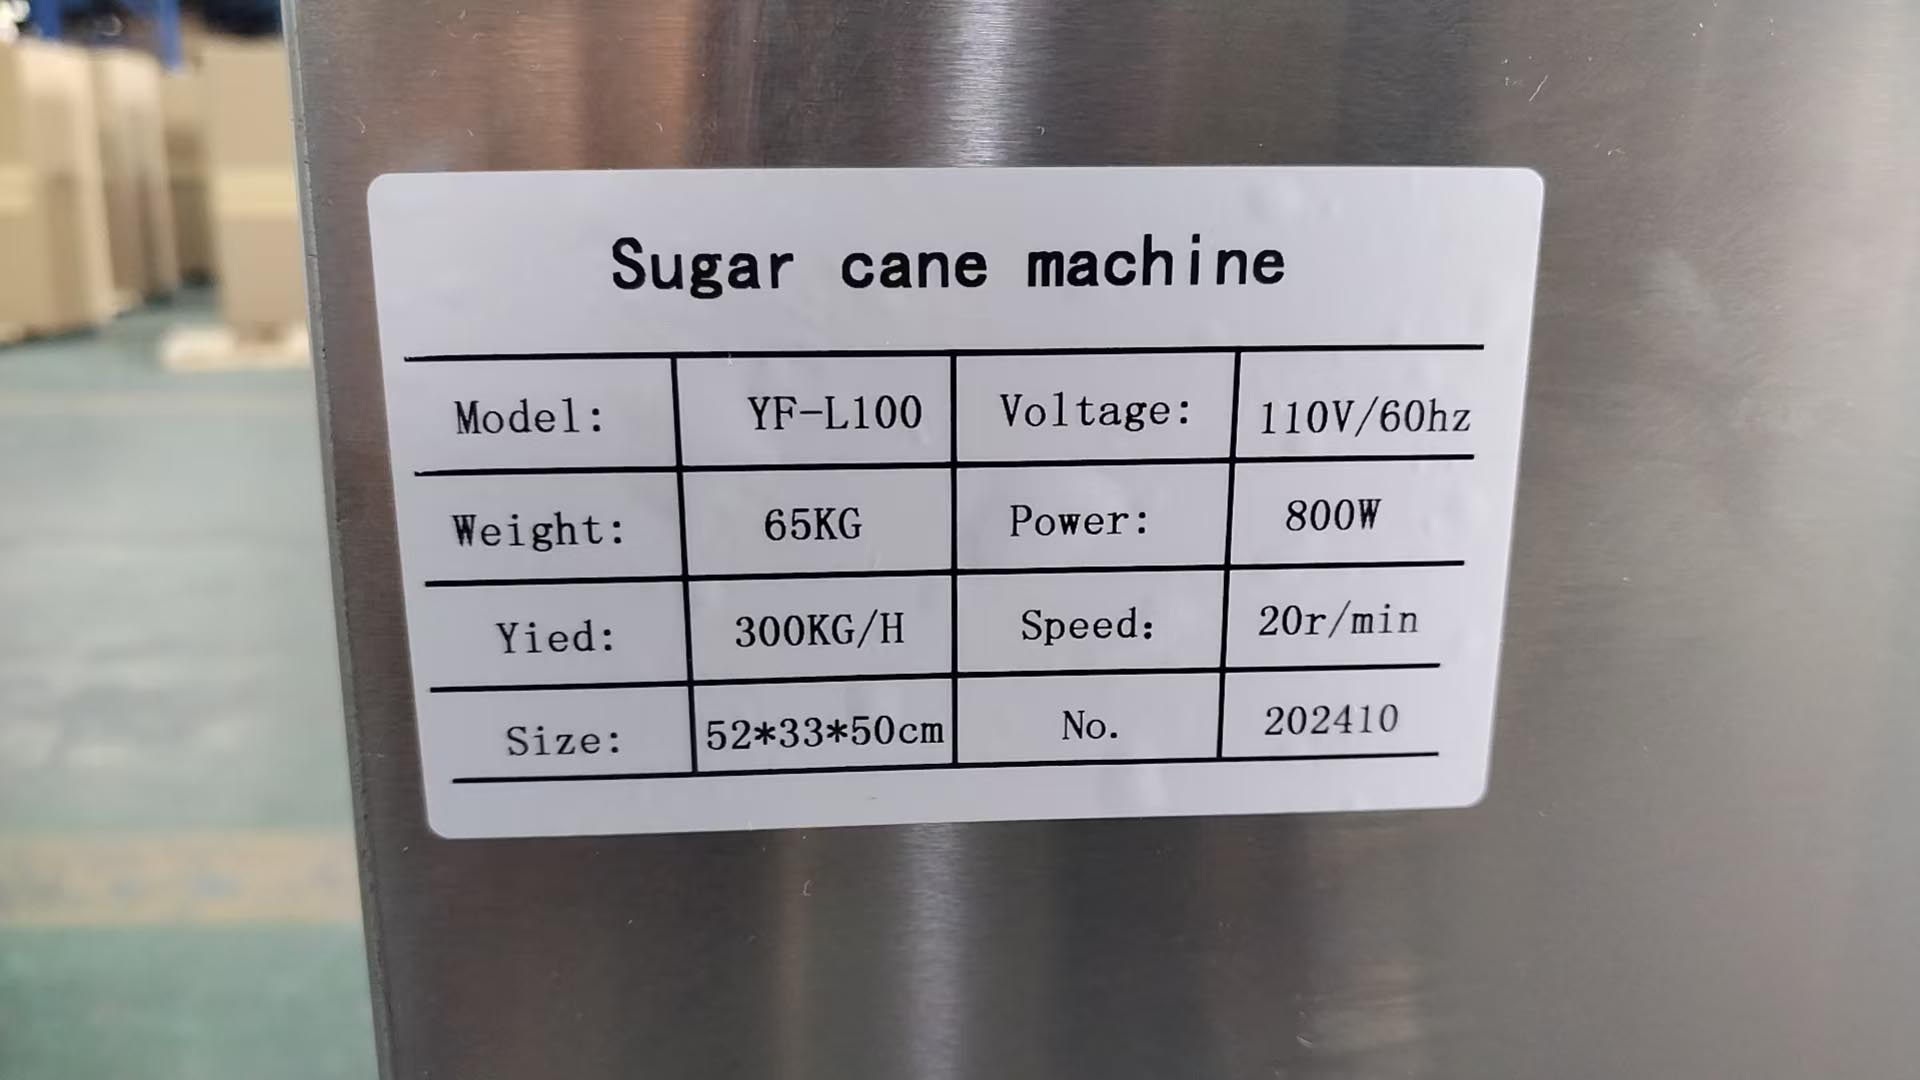 Sugar cane machine
Model: YF-L100 Voltage: 110V/60hz
Weight: 65KG Power: 800W
Yied: 300KG/H Speed: 20r/min
Size: 52*33*50cm No. 202410